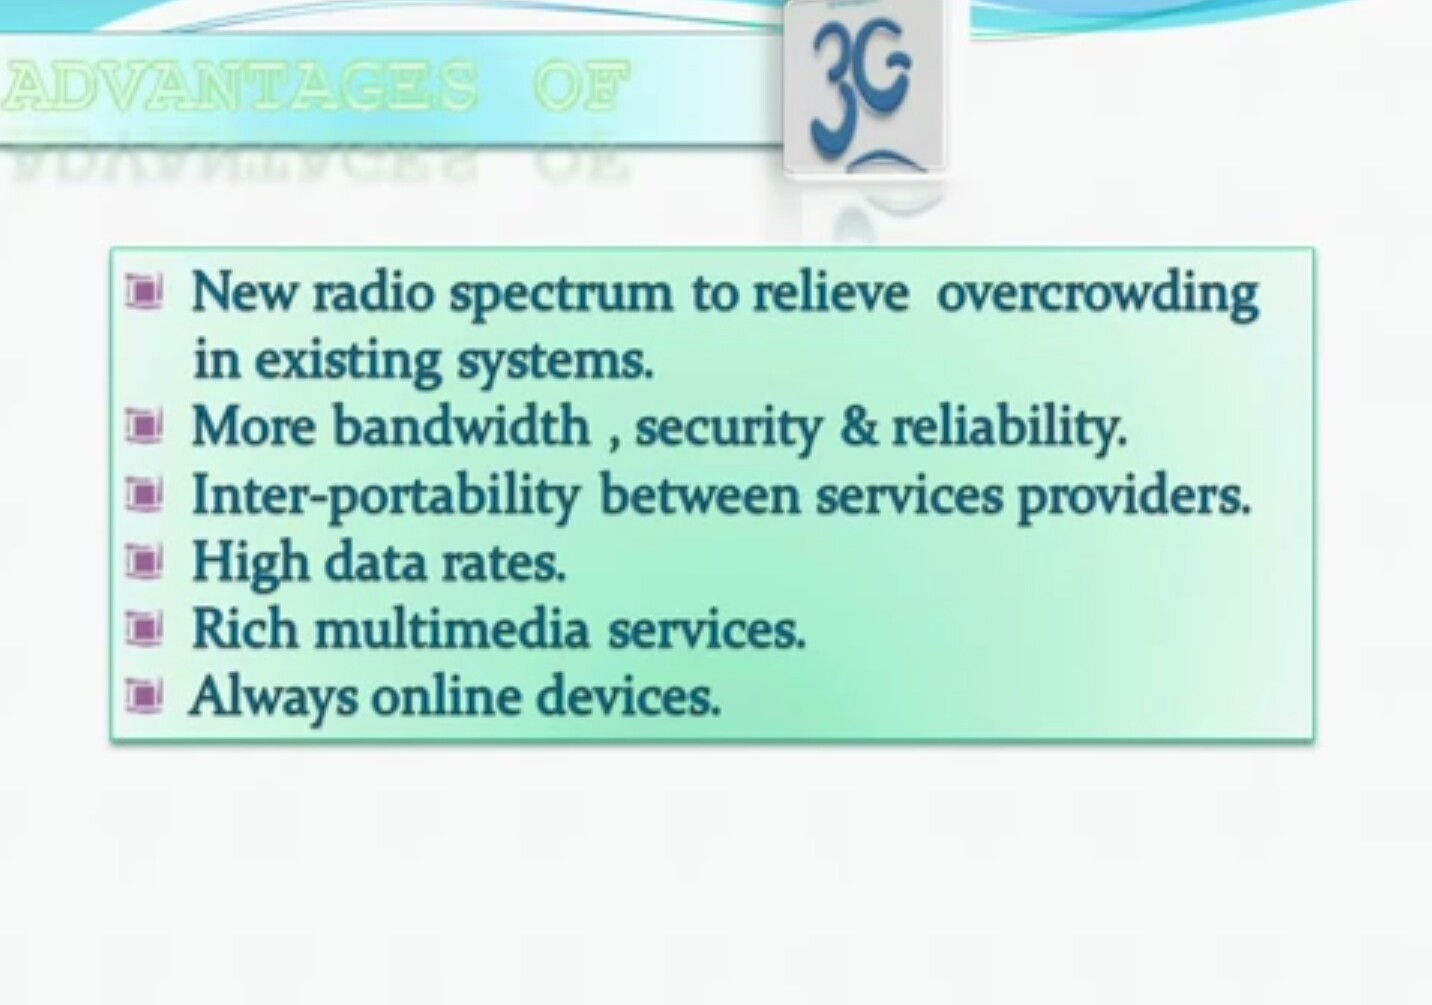 ADVANTAGES OF
3G
New radio spectrum to relieve overcrowding
in existing systems.
More bandwidth , security & reliability.
Inter-portability between services providers.
High data rates.
Rich multimedia services.
Always online devices.